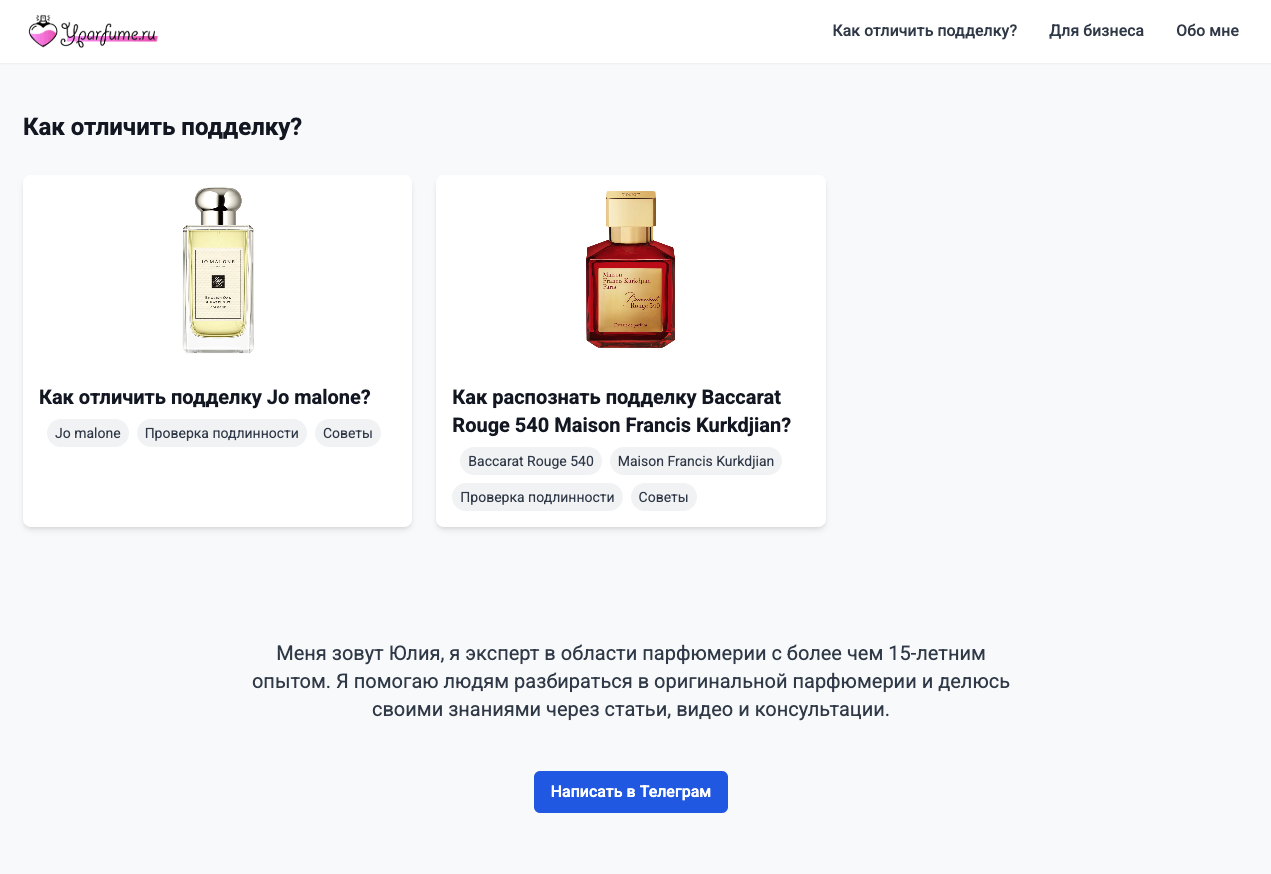 Yparfume.ru
Как отличить подделку?
Для бизнеса
Обо мне
Как отличить подделку?
JO MALONE
Maison
Francis Kurkdjian
Paris
Baccarat
Rouge 540
Как отличить подделку Jo malone?
Jo malone
Проверка подлинности
Советы
Как распознать подделку Baccarat
Rouge 540 Maison Francis Kurkdjian?
Baccarat Rouge 540
Maison Francis Kurkdjian
Проверка подлинности
Советы
Меня зовут Юлия, я эксперт в области парфюмерии с более чем 15-летним
опытом. Я помогаю людям разбираться в оригинальной парфюмерии и делюсь
своими знаниями через статьи, видео и консультации.
Написать в Телеграм